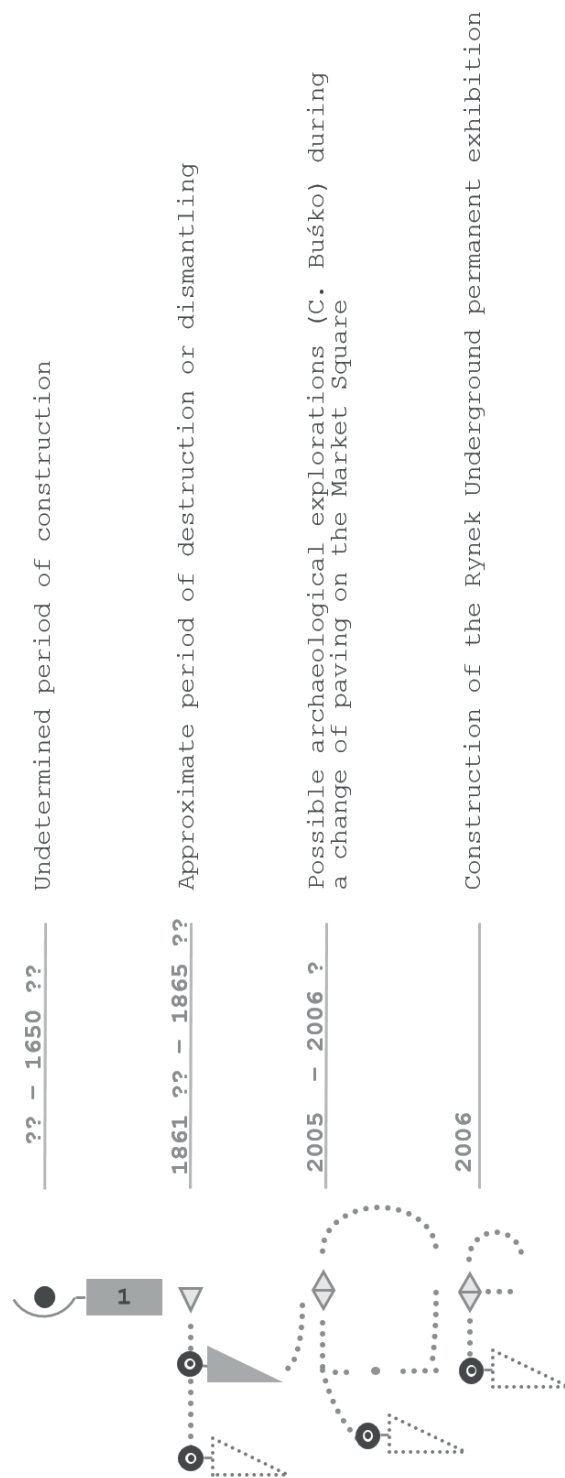 ?? – 1650 ??
Undetermined period of construction
1
1861 ?? – 1865 ??
Approximate period of destruction or dismantling
2005 – 2006 ?
Possible archaeological explorations (C. Buśko) during
a change of paving on the Market Square
2006
Construction of the Rynek Underground permanent exhibition